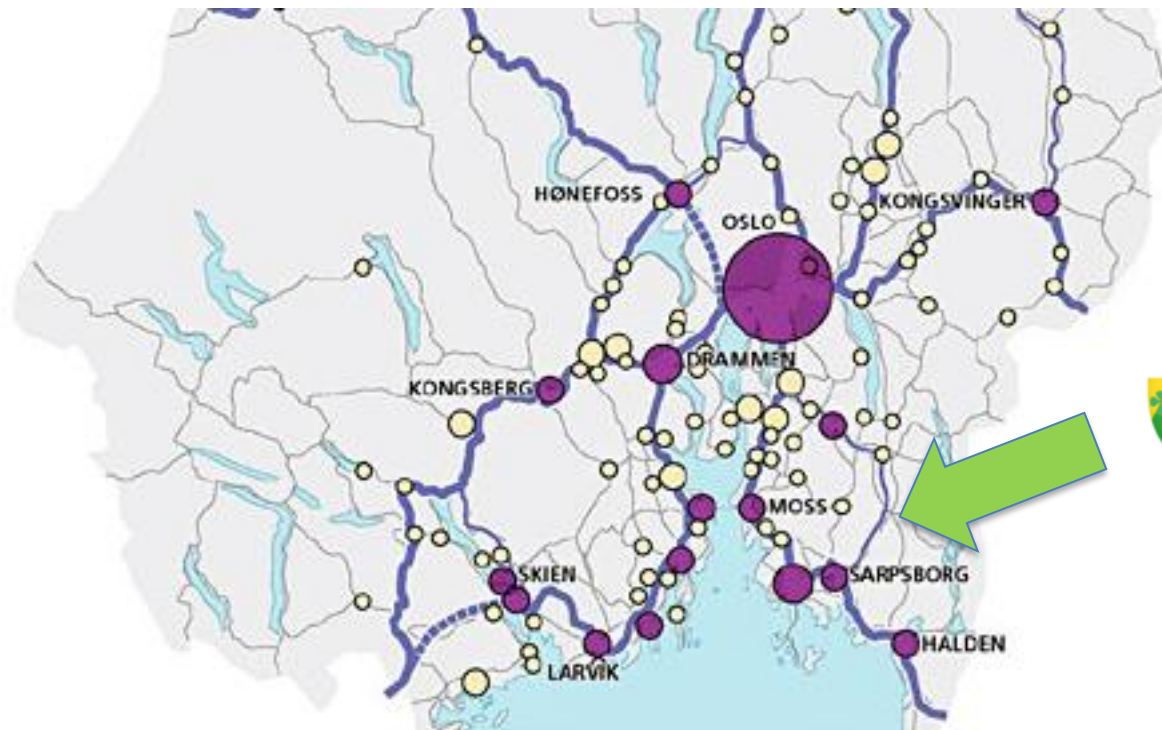 HØNEFOSS
KONGSVINGER
OSLO
DRAMMEN
KONGSBERG
MOSS
SKIEN
SARPSBORG
HALDEN
LARVIK